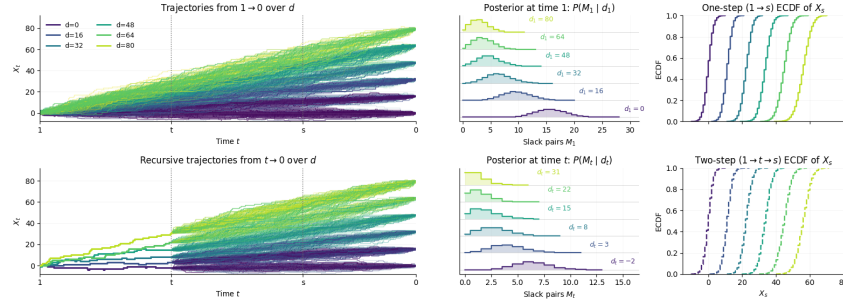 Trajectories from 1→0 over d
d=0
d=16
d=32
d=48
d=64
d=80
X_t
80
60
40
20
0
1
t
s
0
Time t
Posterior at time 1: P(M_1 | d_1)
d_1 = 80
d_1 = 64
d_1 = 48
d_1 = 32
d_1 = 16
d_1 = 0
0
5
10
15
20
25
30
Slack pairs M_1
One-step (1→s) ECDF of X_s
ECDF
1.0
0.8
0.6
0.4
0.2
0.0
0
20
40
60
80
Recursive trajectories from t→0 over d
X_t
80
60
40
20
0
1
t
s
0
Time t
Posterior at time t: P(M_t | d_t)
d_t = 31
d_t = 22
d_t = 15
d_t = 8
d_t = 3
d_t = −2
0.0
2.5
5.0
7.5
10.0
12.5
15.0
Slack pairs M_t
Two-step (1→t→s) ECDF of X_s
ECDF
1.0
0.8
0.6
0.4
0.2
0.0
0
20
40
60
X_s